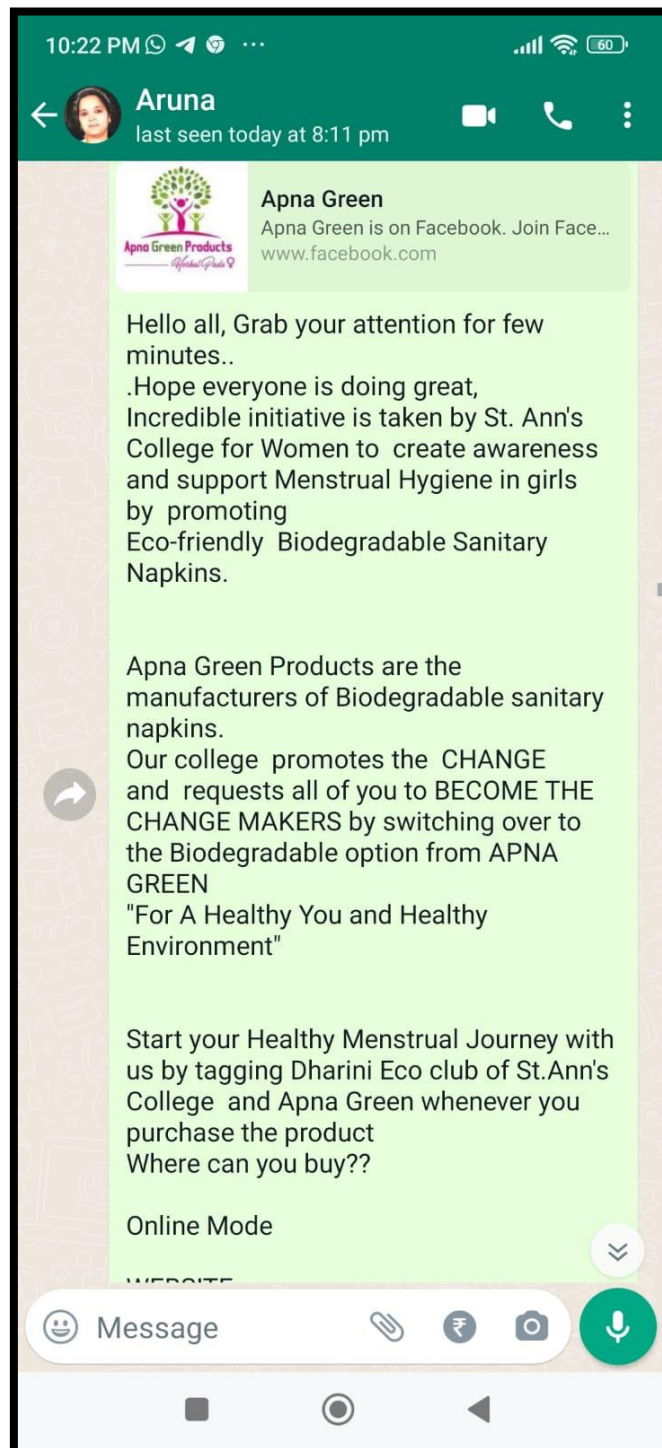 10:22 PM ... 60
Aruna
last seen today at 8:11 pm
Apna Green Products
Herbal Pads
Apna Green
Apna Green is on Facebook. Join Face...
www.facebook.com
Hello all, Grab your attention for few
minutes..
.Hope everyone is doing great,
Incredible initiative is taken by St. Ann's
College for Women to create awareness
and support Menstrual Hygiene in girls
by promoting
Eco-friendly Biodegradable Sanitary
Napkins.
Apna Green Products are the
manufacturers of Biodegradable sanitary
napkins.
Our college promotes the CHANGE
and requests all of you to BECOME THE
CHANGE MAKERS by switching over to
the Biodegradable option from APNA
GREEN
"For A Healthy You and Healthy
Environment"
Start your Healthy Menstrual Journey with
us by tagging Dharini Eco club of St.Ann's
College and Apna Green whenever you
purchase the product
Where can you buy??
Online Mode
WEBSITE
Message
₹